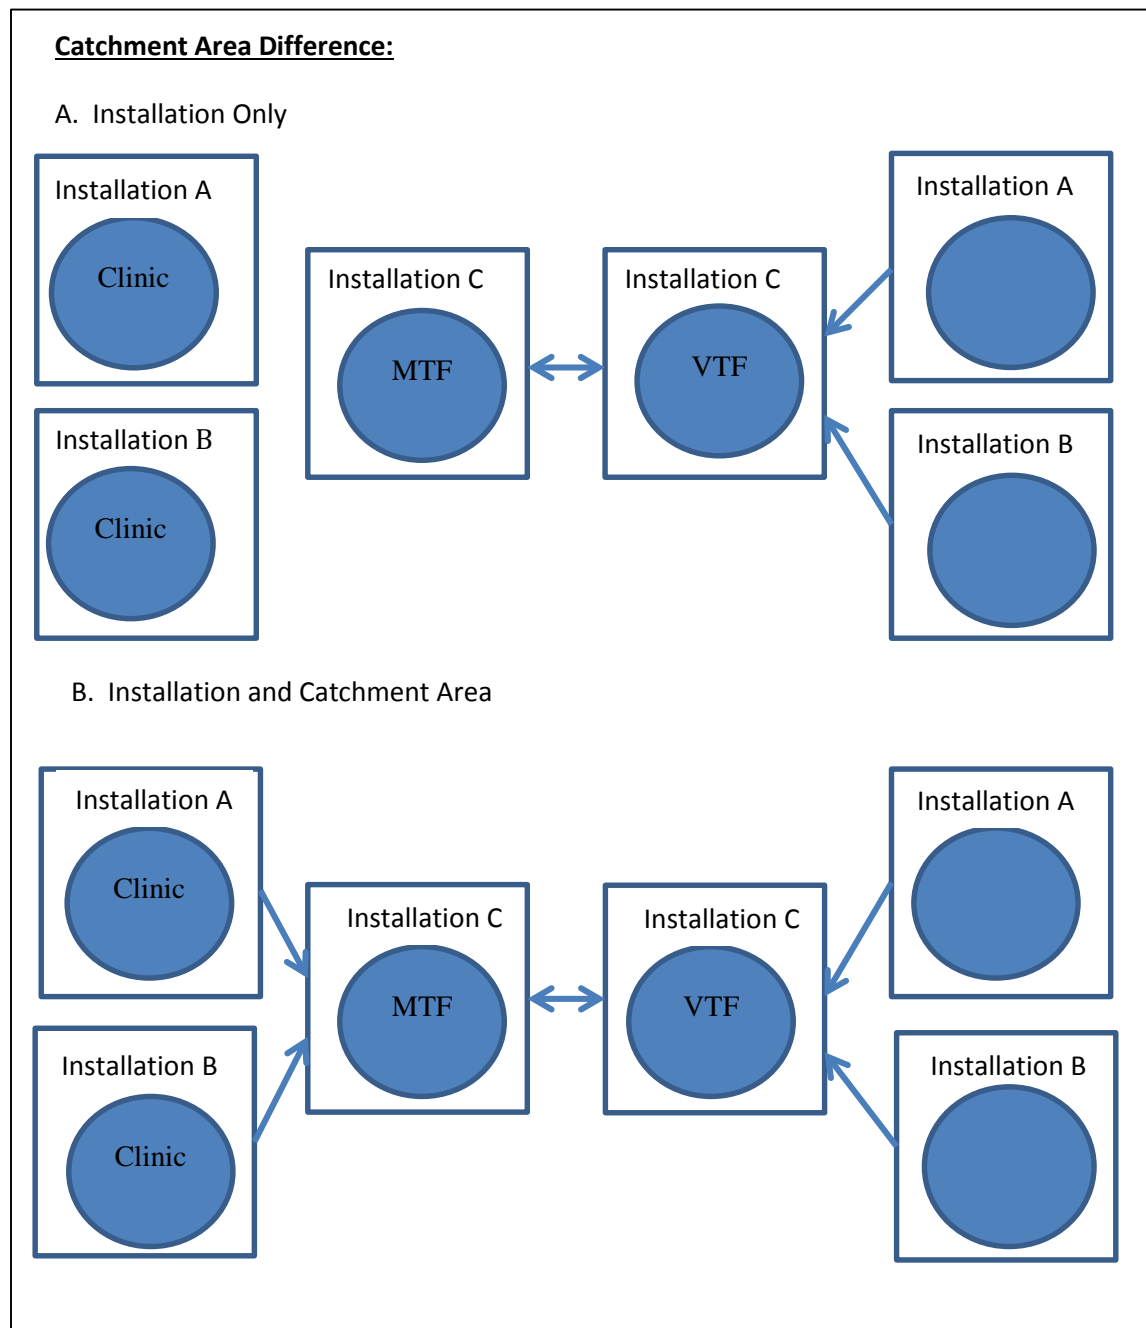 Catchment Area Difference:
A. Installation Only
Installation A
Clinic
Installation B
Clinic
Installation C
MTF
Installation C
VTF
Installation A
Installation B
B. Installation and Catchment Area
Installation A
Clinic
Installation B
Clinic
Installation C
MTF
Installation C
VTF
Installation A
Installation B